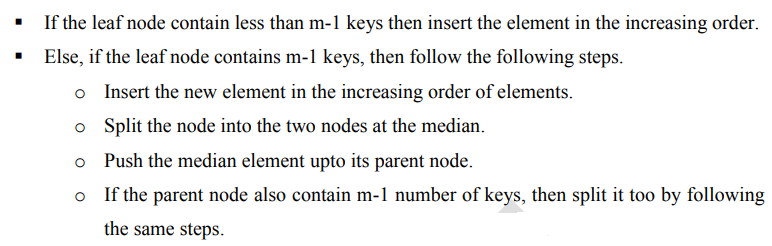 ▪ If the leaf node contain less than m-1 keys then insert the element in the increasing order.
▪ Else, if the leaf node contains m-1 keys, then follow the following steps.
o Insert the new element in the increasing order of elements.
o Split the node into the two nodes at the median.
o Push the median element upto its parent node.
o If the parent node also contain m-1 number of keys, then split it too by following
the same steps.